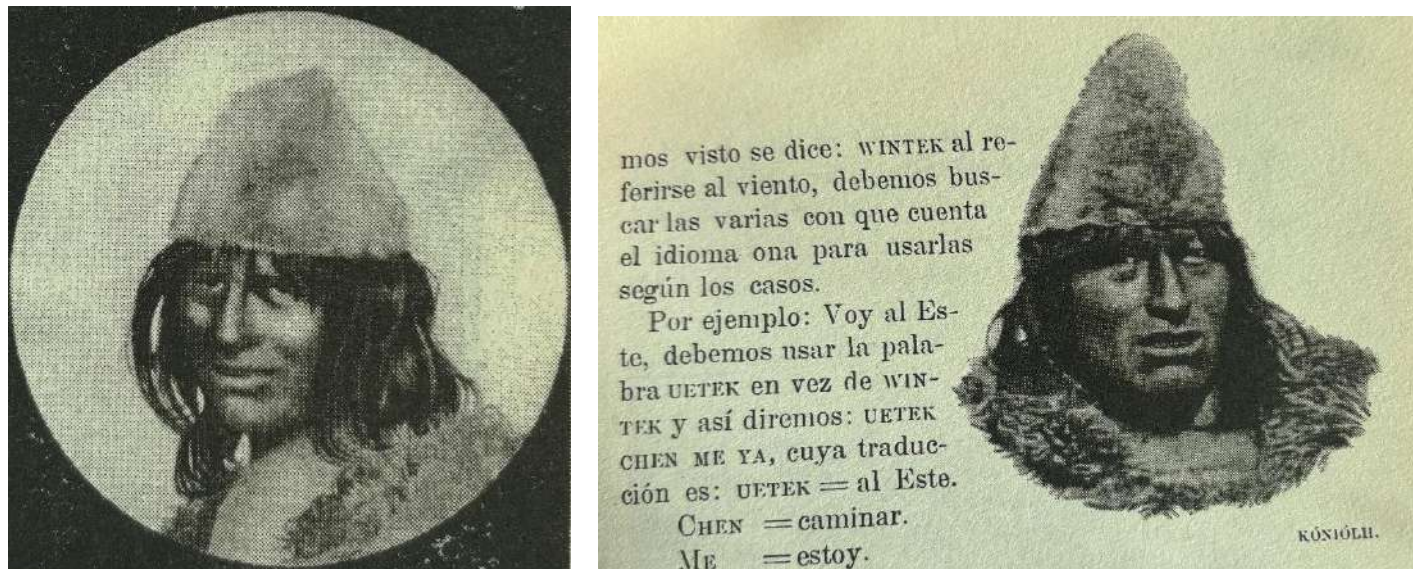 mos visto se dice: WINTEK al re-
ferirse al viento, debemos bus-
car las varias con que cuenta
el idioma ona para usarlas
según los casos.
Por ejemplo: Voy al Es-
te, debemos usar la pala-
bra UETEK en vez de WIN-
TEK y así diremos: UETEK
CHEN ME YA, cuya traduc-
ción es: UETEK = al Este.
CHEN = caminar.
ME = estoy.
KÓNIÓLH.